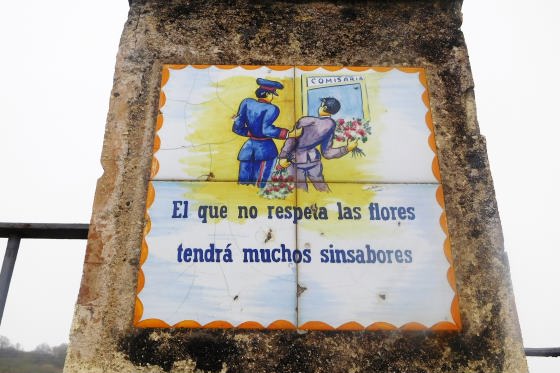 COMISARIA
El que no respeta las flores
tendrá muchos sinsabores